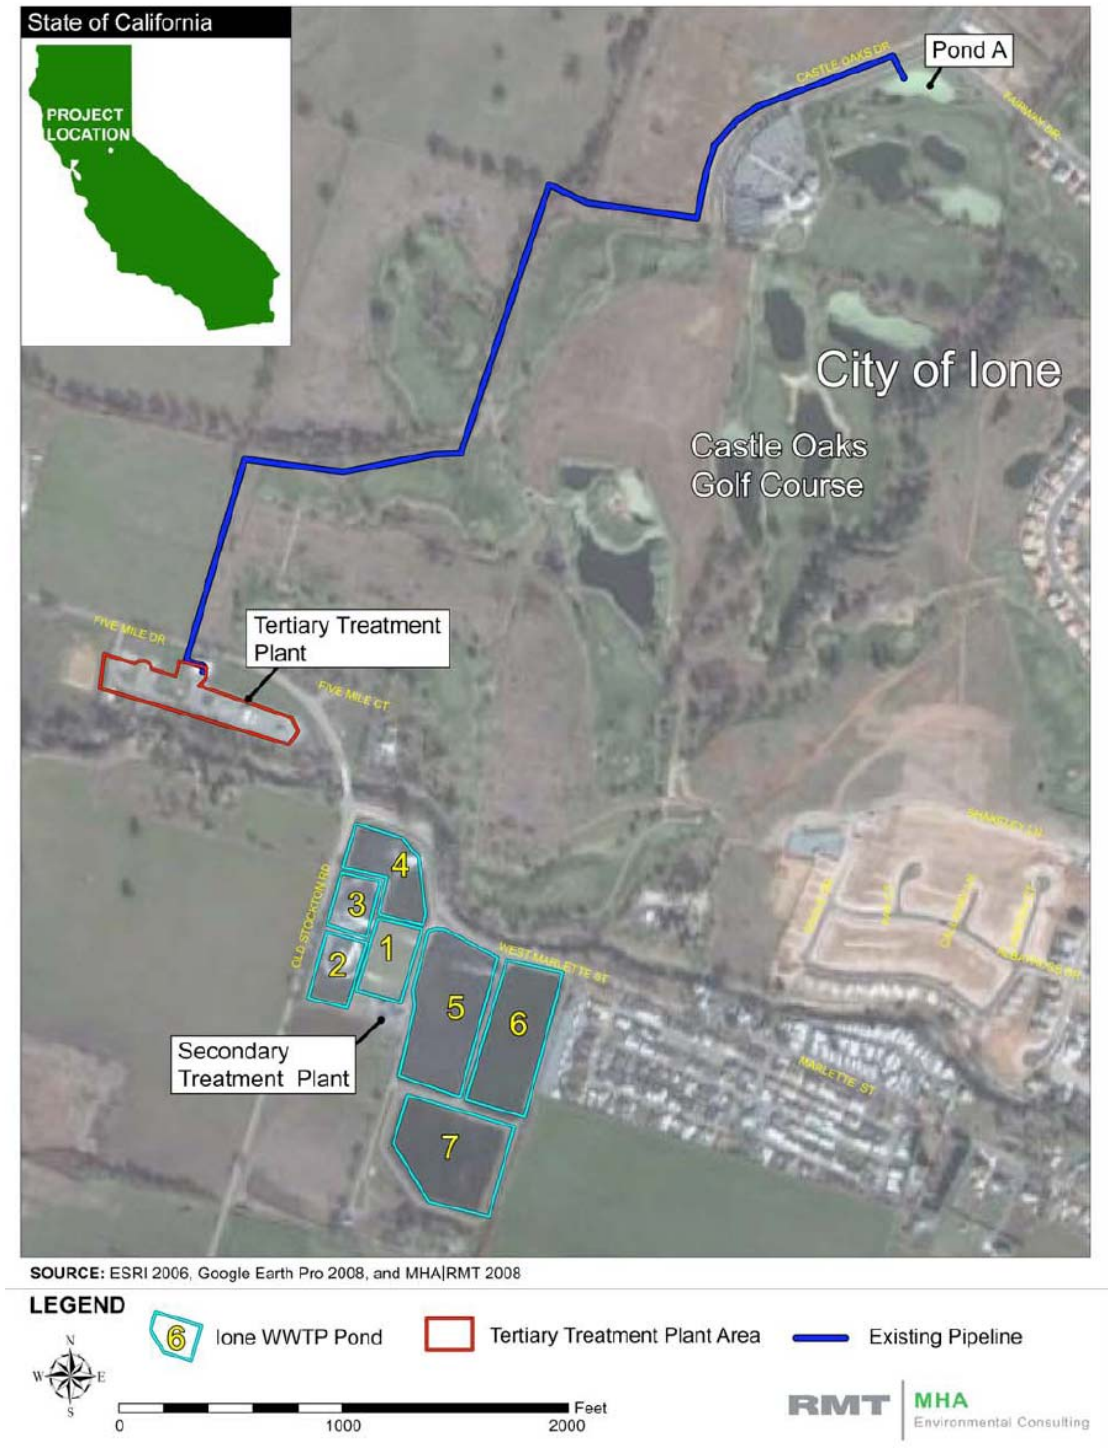 State of California
PROJECT
LOCATION
CASTLE OAKS DR
Pond A
FAIRWAY DR
City of Ione
Castle Oaks
Golf Course
FIVE MILE DR
Tertiary Treatment
Plant
FIVE MILE CT
SHAKELEY LN
4
3
OLD STOCKTON RD
1
2
WEST MARLETTE ST
5
6
Secondary
Treatment Plant
MARLETTE ST
7
SOURCE: ESRI 2006, Google Earth Pro 2008, and MHA|RMT 2008
LEGEND
6
Ione WWTP Pond
Tertiary Treatment Plant Area
Existing Pipeline
N
W
E
S
Feet
0
1000
2000
RMT
MHA
Environmental Consulting